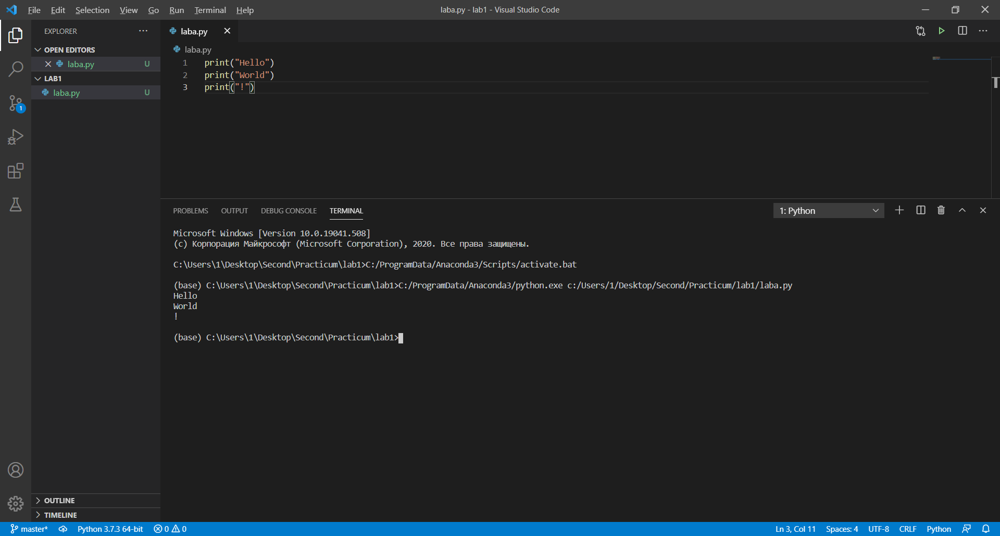 File Edit Selection View Go Run Terminal Help
laba.py - lab1 - Visual Studio Code
EXPLORER
OPEN EDITORS
laba.py U
LAB1
laba.py U
OUTLINE
TIMELINE
1
laba.py
laba.py
1 print("Hello")
2 print("World")
3 print("!")
PROBLEMS OUTPUT DEBUG CONSOLE TERMINAL
1: Python
Microsoft Windows [Version 10.0.19041.508]
(c) Корпорация Майкрософт (Microsoft Corporation), 2020. Все права защищены.
C:\Users\1\Desktop\Second\Practicum\lab1>C:/ProgramData/Anaconda3/Scripts/activate.bat
(base) C:\Users\1\Desktop\Second\Practicum\lab1>C:/ProgramData/Anaconda3/python.exe c:/Users/1/Desktop/Second/Practicum/lab1/laba.py
Hello
World
!
(base) C:\Users\1\Desktop\Second\Practicum\lab1>
master* Python 3.7.3 64-bit 0 0 Ln 3, Col 11 Spaces: 4 UTF-8 CRLF Python